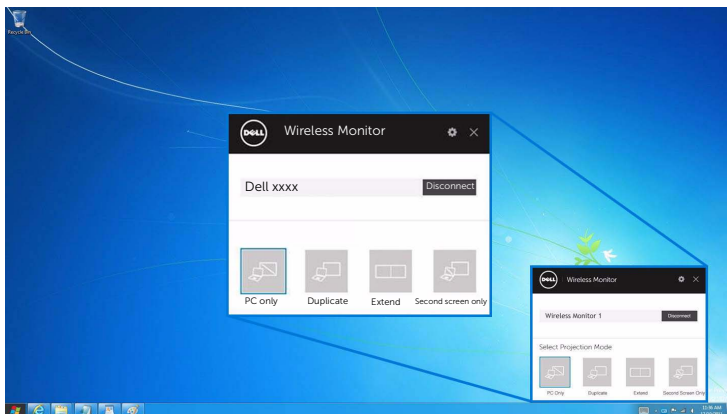 Recycle Bin
DELL
Wireless Monitor
Dell xxxx
Disconnect
PC only
Duplicate
Extend
Second screen only
DELL
Wireless Monitor
Wireless Monitor 1
Disconnect
Select Projection Mode
PC Only
Duplicate
Extend
Second Screen Only